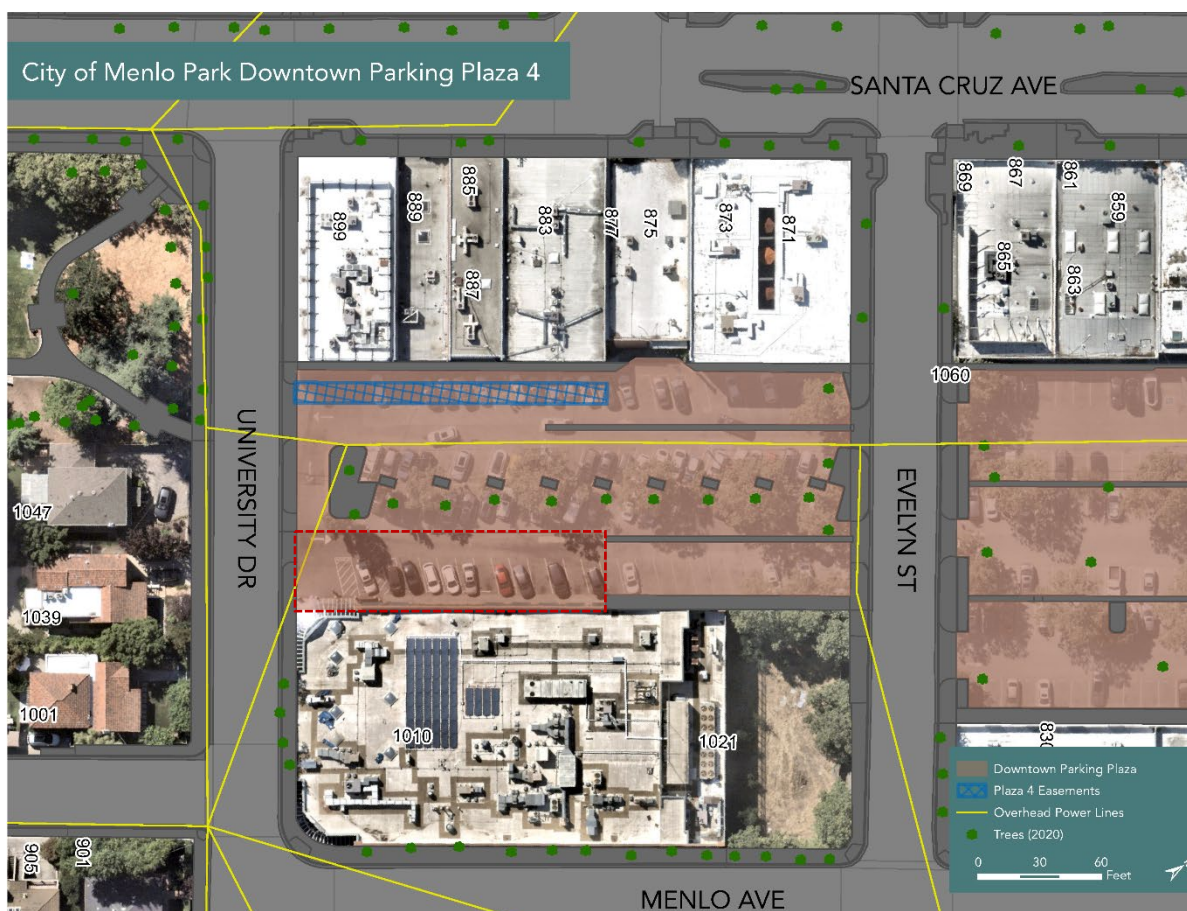 City of Menlo Park Downtown Parking Plaza 4
SANTA CRUZ AVE
899
889
885
887
883
877
875
873
871
869
867
865
861
863
859
1060
UNIVERSITY DR
EVELYN ST
1047
1039
1001
1010
1021
830
905
901
MENLO AVE
Downtown Parking Plaza
Plaza 4 Easements
Overhead Power Lines
Trees (2020)
0 30 60
Feet